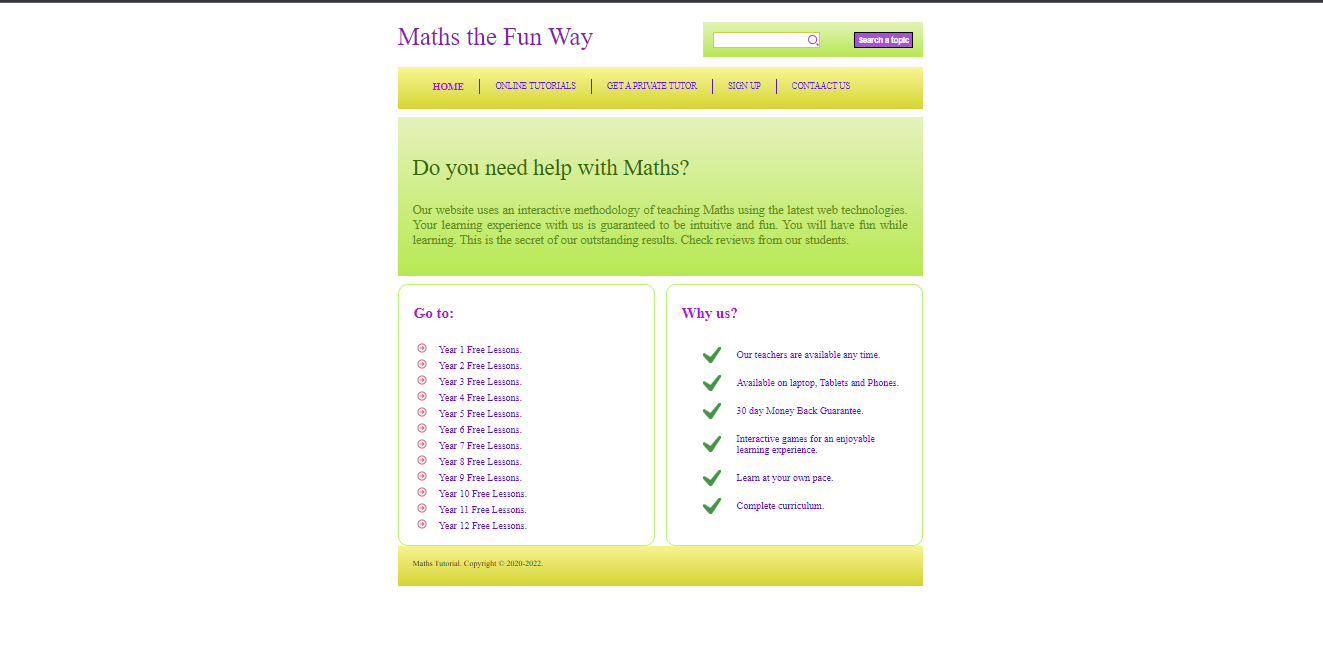 Maths the Fun Way
Search a topic
HOME
ONLINE TUTORIALS
GET A PRIVATE TUTOR
SIGN UP
CONTAACT US
Do you need help with Maths?
Our website uses an interactive methodology of teaching Maths using the latest web technologies.
Your learning experience with us is guaranteed to be intuitive and fun. You will have fun while
learning. This is the secret of our outstanding results. Check reviews from our students.
Go to:
Year 1 Free Lessons.
Year 2 Free Lessons.
Year 3 Free Lessons.
Year 4 Free Lessons.
Year 5 Free Lessons.
Year 6 Free Lessons.
Year 7 Free Lessons.
Year 8 Free Lessons.
Year 9 Free Lessons.
Year 10 Free Lessons.
Year 11 Free Lessons.
Year 12 Free Lessons.
Why us?
Our teachers are available any time.
Available on laptop, Tablets and Phones.
30 day Money Back Guarantee.
Interactive games for an enjoyable
learning experience.
Learn at your own pace.
Complete curriculum.
Maths Tutorial. Copyright © 2020-2022.